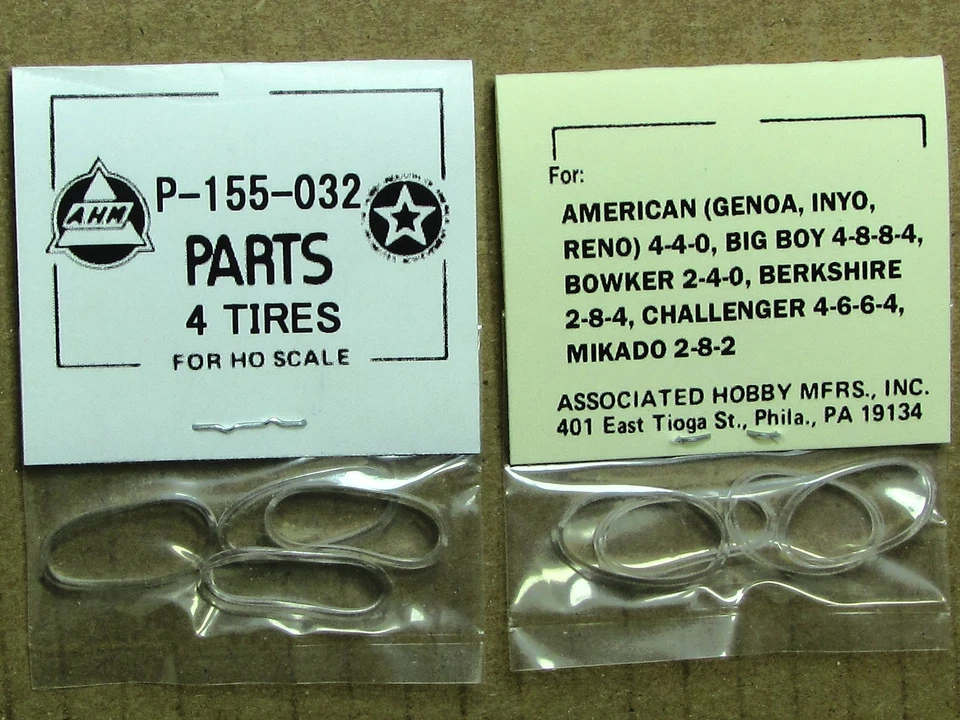 AHM
P-155-032
PARTS
4 TIRES
FOR HO SCALE
For:
AMERICAN (GENOA, INYO,
RENO) 4-4-0, BIG BOY 4-8-8-4,
BOWKER 2-4-0, BERKSHIRE
2-8-4, CHALLENGER 4-6-6-4,
MIKADO 2-8-2
ASSOCIATED HOBBY MFRS., INC.
401 East Tioga St., Phila., PA 19134